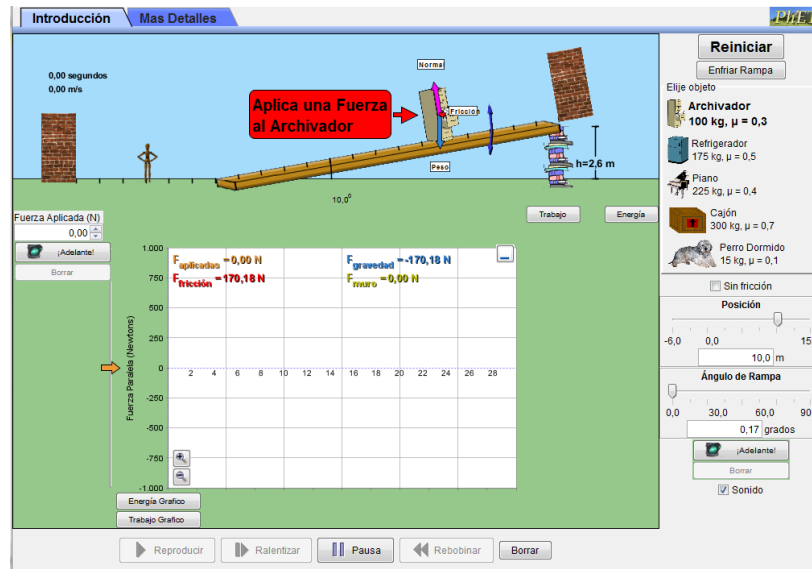 Introducción
Mas Detalles
PhET
0,00 segundos
0,00 m/s
Normal
Aplica una Fuerza
al Archivador
Fricción
Peso
h=2,6 m
10,0⁰
Trabajo
Energía
Fuerza Aplicada (N)
0,00
¡Adelante!
Borrar
F aplicadas = 0,00 N
F gravedad = -170,18 N
F fricción = 170,18 N
F muro = 0,00 N
Fuerza Paralela (Newtons)
1.000
750
500
250
0
-250
-500
-750
-1.000
2 4 6 8 10 12 14 16 18 20 22 24 26 28
Energía Grafico
Trabajo Grafico
Reproducir
Ralentizar
Pausa
Rebobinar
Borrar
Reiniciar
Enfriar Rampa
Elije objeto
Archivador
100 kg, µ = 0,3
Refrigerador
175 kg, µ = 0,5
Piano
225 kg, µ = 0,4
Cajón
300 kg, µ = 0,7
Perro Dormido
15 kg, µ = 0,1
Sin fricción
Posición
-6,0 0,0 15
10,0 m
Ángulo de Rampa
0,0 30,0 60,0 90
0,17 grados
¡Adelante!
Borrar
Sonido